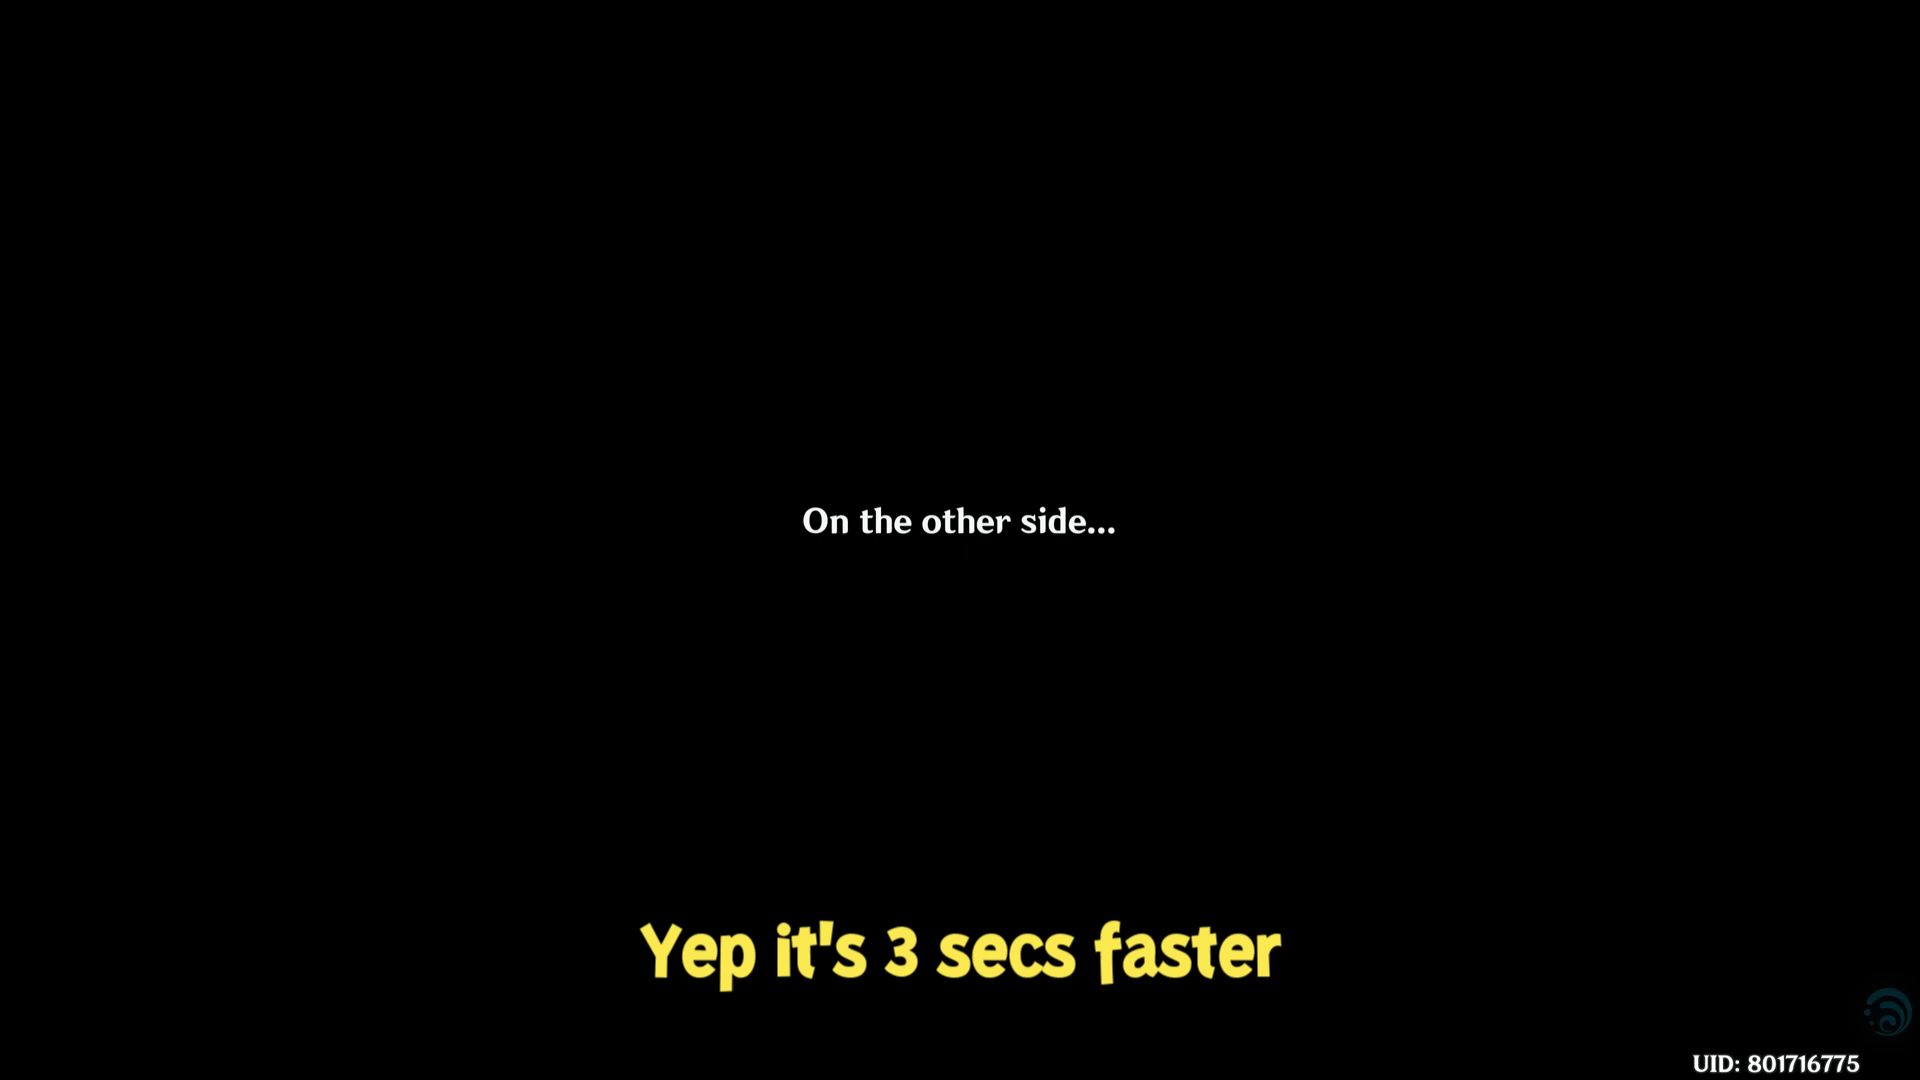 On the other side...
Yep it's 3 secs faster
UID: 801716775